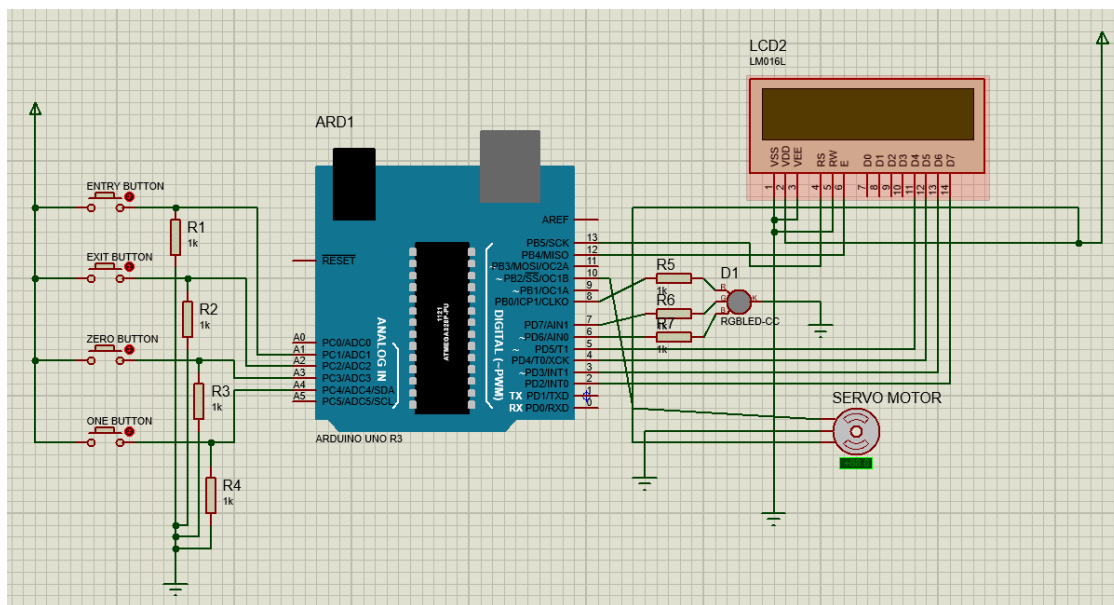 LCD2
LM016L
VSS VDD VEE RS RW E D0 D1 D2 D3 D4 D5 D6 D7
1 2 3 4 5 6 7 8 9 10 11 12 13 14
ARD1
ENTRY BUTTON
R1
1k
EXIT BUTTON
R2
1k
ZERO BUTTON
R3
1k
ONE BUTTON
R4
1k
RESET
A0 PC0/ADC0
A1 PC1/ADC1
A2 PC2/ADC2
A3 PC3/ADC3
A4 PC4/ADC4/SDA
A5 PC5/ADC5/SCL
ANALOG IN
1121
ATMEGA328P-PU
DIGITAL (~PWM)
AREF
PB5/SCK 13
PB4/MISO 12
~PB3/MOSI/OC2A 11
~PB2/SS/OC1B 10
~PB1/OC1A 9
PB0/ICP1/CLKO 8
PD7/AIN1 7
~PD6/AIN0 6
~PD5/T1 5
PD4/T0/XCK 4
~PD3/INT1 3
PD2/INT0 2
TX PD1/TXD 1
RX PD0/RXD 0
ARDUINO UNO R3
R5
1k
R6
R7
1k
D1
R
G
B
K
RGBLED-CC
SERVO MOTOR